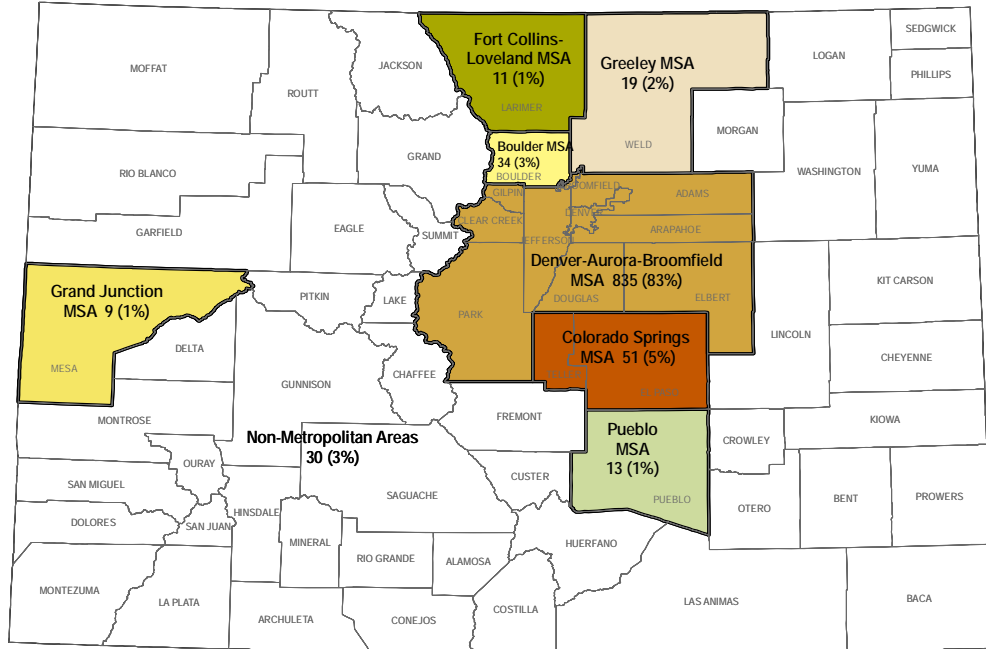 SEDGWICK
Fort Collins-
Loveland MSA
11 (1%)
LARIMER
Greeley MSA
19 (2%)
LOGAN
MOFFAT
JACKSON
PHILLIPS
ROUTT
MORGAN
WELD
Boulder MSA
34 (3%)
BOULDER
GRAND
RIO BLANCO
WASHINGTON
YUMA
GILPIN
BROOMFIELD
ADAMS
DENVER
CLEAR CREEK
GARFIELD
EAGLE
SUMMIT
JEFFERSON
ARAPAHOE
Denver-Aurora-Broomfield
MSA 835 (83%)
KIT CARSON
Grand Junction
MSA 9 (1%)
PITKIN
LAKE
PARK
DOUGLAS
ELBERT
LINCOLN
Colorado Springs
MSA 51 (5%)
DELTA
MESA
CHEYENNE
CHAFFEE
GUNNISON
MONTROSE
FREMONT
KIOWA
Non-Metropolitan Areas
30 (3%)
Pueblo
MSA
13 (1%)
CROWLEY
OURAY
CUSTER
SAN MIGUEL
SAGUACHE
PUEBLO
BENT
PROWERS
OTERO
HINSDALE
DOLORES
SAN JUAN
MINERAL
HUERFANO
RIO GRANDE
ALAMOSA
MONTEZUMA
LA PLATA
LAS ANIMAS
BACA
COSTILLA
ARCHULETA
CONEJOS